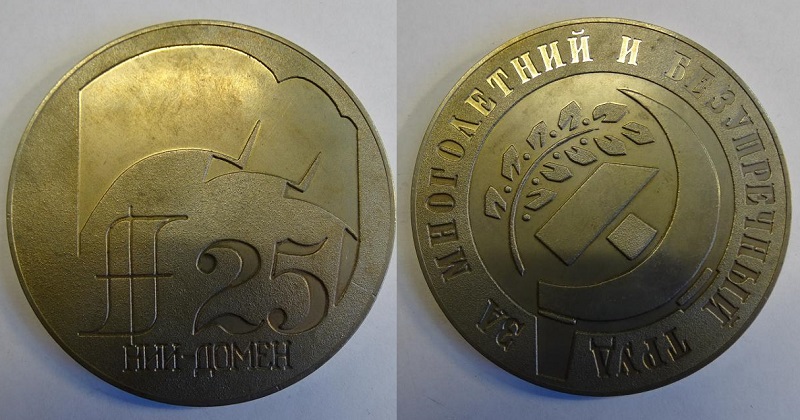 25
НИИ·ДОМЕН
ЗА МНОГОЛЕТНИЙ И БЕЗУПРЕЧНЫЙ ТРУД